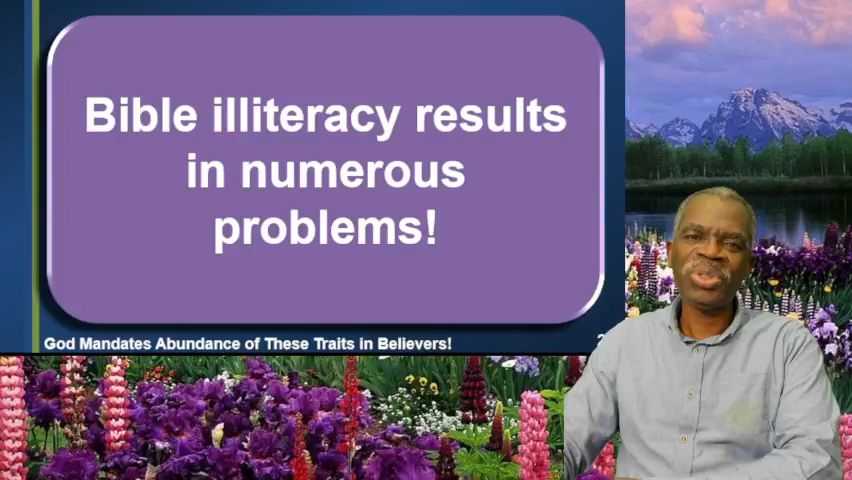 Bible illiteracy results
in numerous
problems!
God Mandates Abundance of These Traits in Believers!